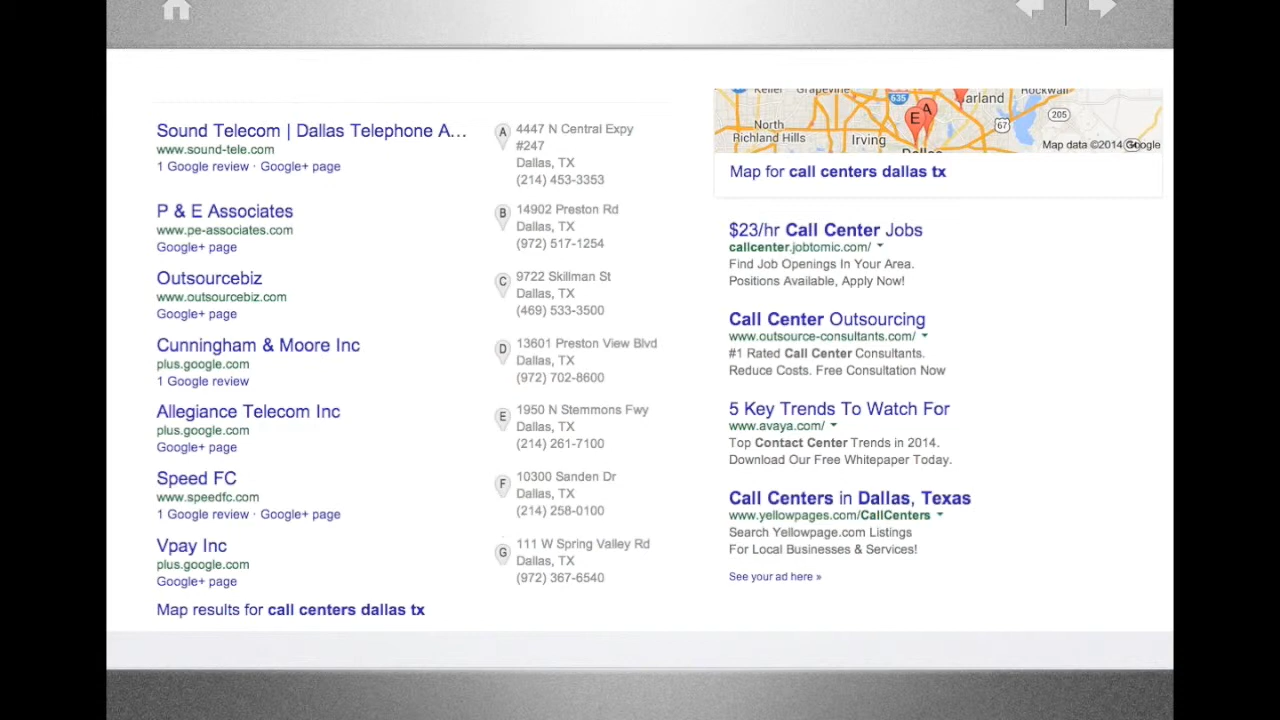 Sound Telecom | Dallas Telephone A...
www.sound-tele.com
1 Google review · Google+ page
A
4447 N Central Expy
#247
Dallas, TX
(214) 453-3353
P & E Associates
www.pe-associates.com
Google+ page
B
14902 Preston Rd
Dallas, TX
(972) 517-1254
Outsourcebiz
www.outsourcebiz.com
Google+ page
C
9722 Skillman St
Dallas, TX
(469) 533-3500
Cunningham & Moore Inc
plus.google.com
1 Google review
D
13601 Preston View Blvd
Dallas, TX
(972) 702-8600
Allegiance Telecom Inc
plus.google.com
Google+ page
E
1950 N Stemmons Fwy
Dallas, TX
(214) 261-7100
Speed FC
www.speedfc.com
1 Google review · Google+ page
F
10300 Sanden Dr
Dallas, TX
(214) 258-0100
Vpay Inc
plus.google.com
Google+ page
G
111 W Spring Valley Rd
Dallas, TX
(972) 367-6540
Map results for call centers dallas tx
Keller
Grapevine
Rockwall
635
Garland
A
E
67
205
North
Richland Hills
Irving
Dallas
Map data ©2014 Google
Map for call centers dallas tx
$23/hr Call Center Jobs
callcenter.jobtomic.com/
Find Job Openings In Your Area.
Positions Available, Apply Now!
Call Center Outsourcing
www.outsource-consultants.com/
#1 Rated Call Center Consultants.
Reduce Costs. Free Consultation Now
5 Key Trends To Watch For
www.avaya.com/
Top Contact Center Trends in 2014.
Download Our Free Whitepaper Today.
Call Centers in Dallas, Texas
www.yellowpages.com/CallCenters
Search Yellowpage.com Listings
For Local Businesses & Services!
See your ad here »